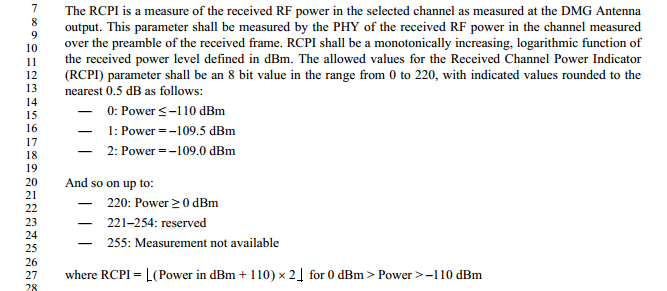 7 The RCPI is a measure of the received RF power in the selected channel as measured at the DMG Antenna
8 output. This parameter shall be measured by the PHY of the received RF power in the channel measured
9
10 over the preamble of the received frame. RCPI shall be a monotonically increasing, logarithmic function of
11 the received power level defined in dBm. The allowed values for the Received Channel Power Indicator
12 (RCPI) parameter shall be an 8 bit value in the range from 0 to 220, with indicated values rounded to the
13 nearest 0.5 dB as follows:
14
15 — 0: Power ≤ –110 dBm
16 — 1: Power = –109.5 dBm
17
18 — 2: Power = –109.0 dBm
19
20 And so on up to:
21
22 — 220: Power ≥ 0 dBm
23 — 221–254: reserved
24
25 — 255: Measurement not available
26
27 where RCPI = ⌊(Power in dBm + 110) × 2⌋ for 0 dBm > Power > –110 dBm
28